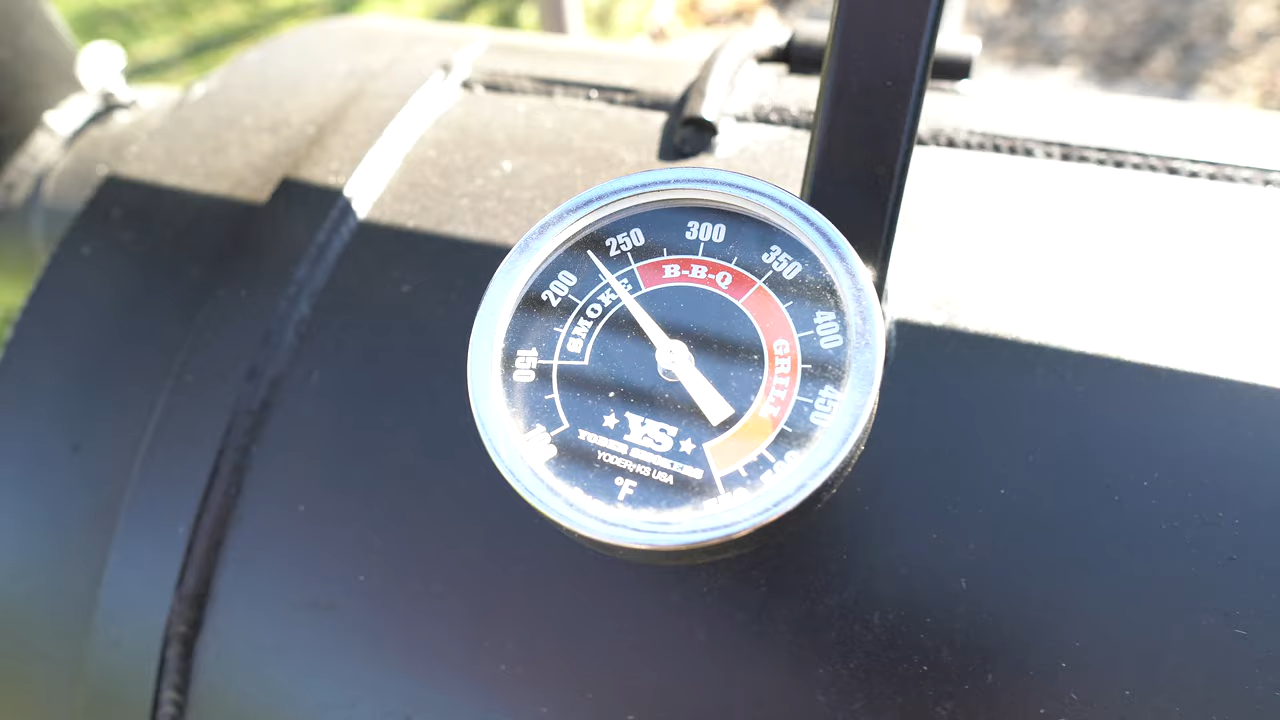 150
200
250
300
350
400
450
SMOKE
B-B-Q
GRILL
YS
YODER SMOKERS
YODER, KS USA
°F